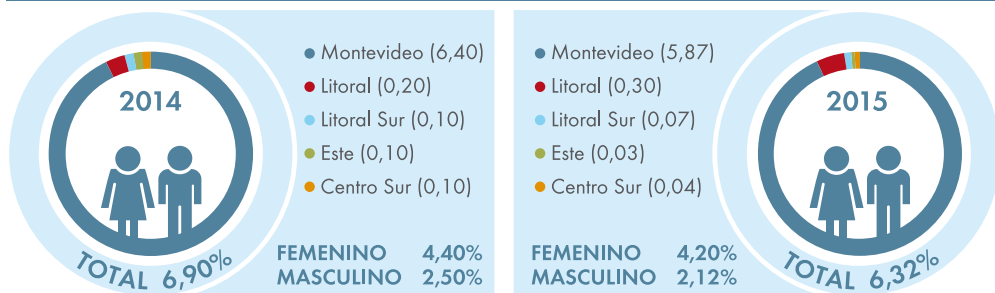 2014
Montevideo (6,40)
Litoral (0,20)
Litoral Sur (0,10)
Este (0,10)
Centro Sur (0,10)
FEMENINO 4,40%
MASCULINO 2,50%
TOTAL 6,90%
Montevideo (5,87)
Litoral (0,30)
Litoral Sur (0,07)
Este (0,03)
Centro Sur (0,04)
FEMENINO 4,20%
MASCULINO 2,12%
2015
TOTAL 6,32%